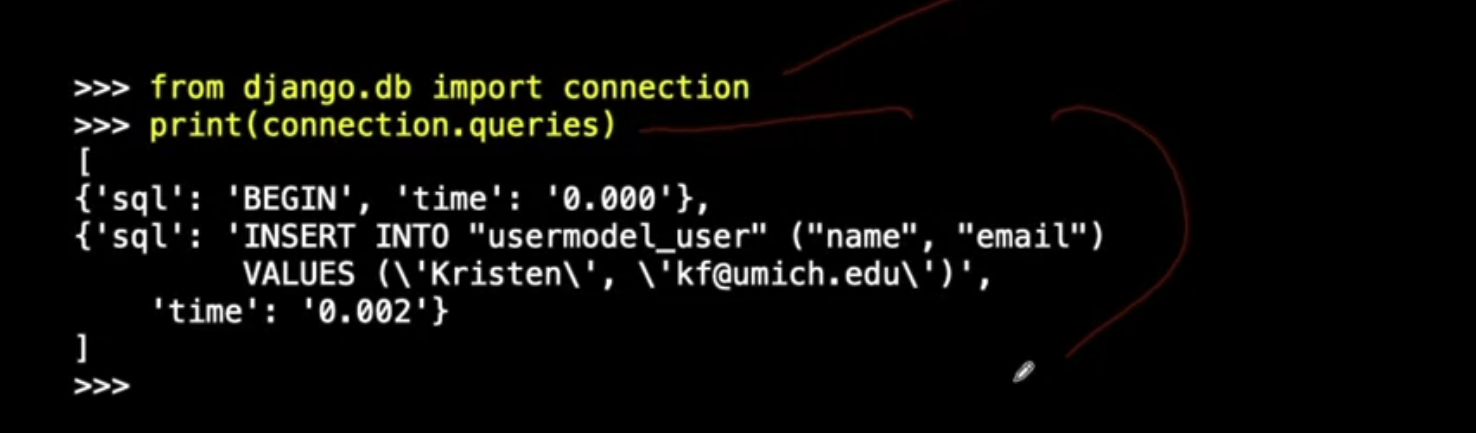 >>> from django.db import connection
>>> print(connection.queries)
[
{'sql': 'BEGIN', 'time': '0.000'},
{'sql': 'INSERT INTO "usermodel_user" ("name", "email")
VALUES (\'Kristen\', \'kf@umich.edu\')',
'time': '0.002'}
]
>>>